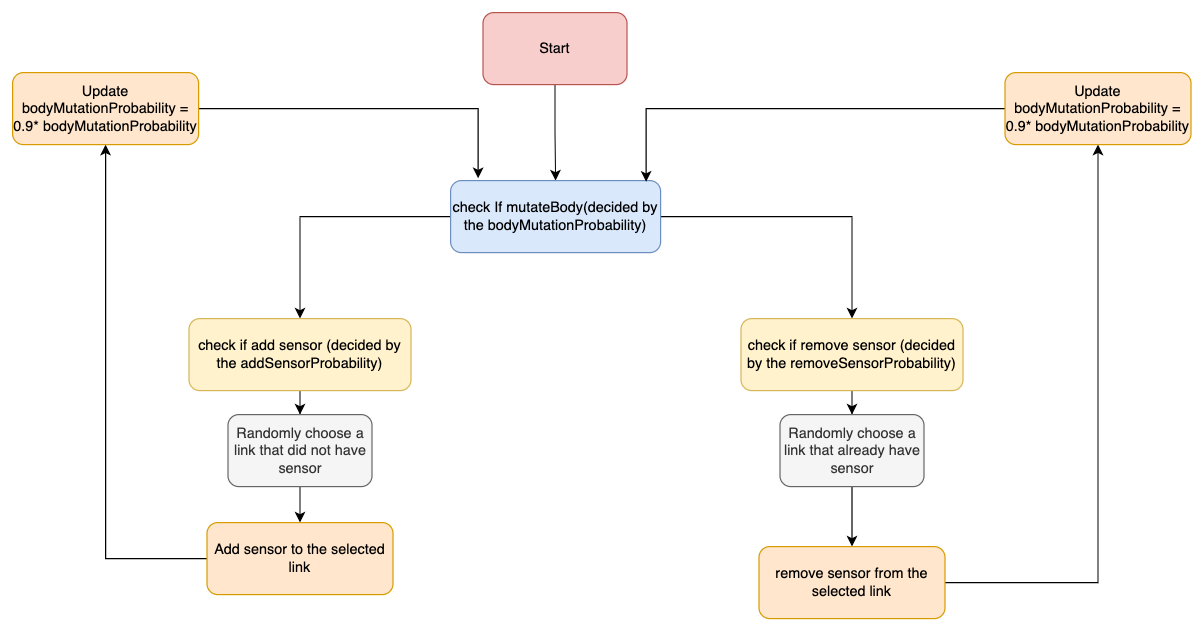 Start
Update
bodyMutationProbability =
0.9* bodyMutationProbability
Update
bodyMutationProbability =
0.9* bodyMutationProbability
check If mutateBody(decided by
the bodyMutationProbability)
check if add sensor (decided by
the addSensorProbability)
check if remove sensor (decided
by the removeSensorProbability)
Randomly choose a
link that did not have
sensor
Randomly choose a
link that already have
sensor
Add sensor to the selected
link
remove sensor from the
selected link